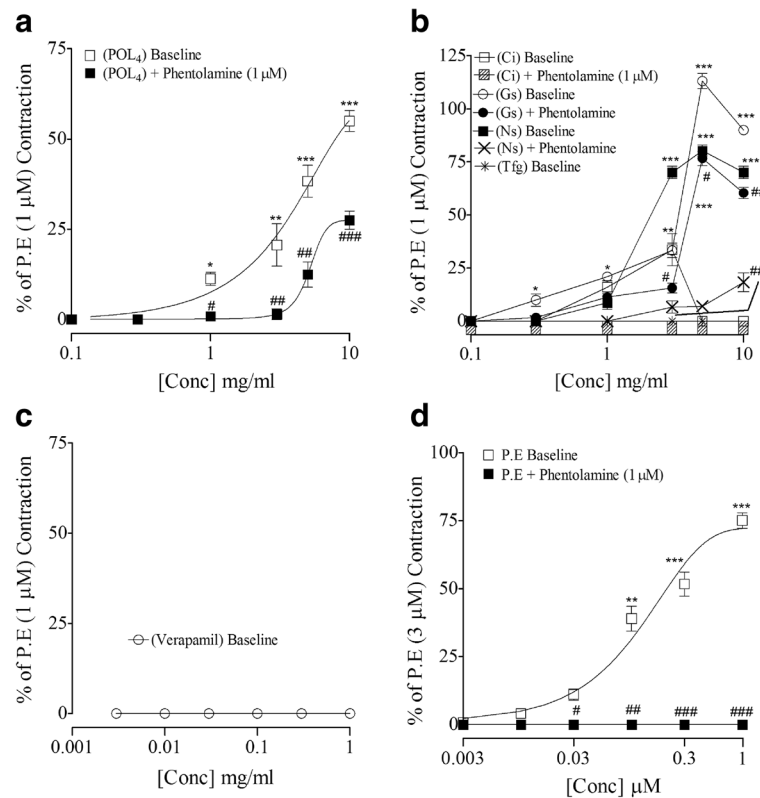 a
% of P.E (1 μM) Contraction
75
50
25
0
(POL4) Baseline
(POL4) + Phentolamine (1 μM)
*
**
***
***
#
##
##
###
0.1
1
10
[Conc] mg/ml
b
% of P.E (1 μM) Contraction
125
100
75
50
25
0
(Ci) Baseline
(Ci) + Phentolamine (1 μM)
(Gs) Baseline
(Gs) + Phentolamine
(Ns) Baseline
(Ns) + Phentolamine
(Tfg) Baseline
***
***
***
***
***
#
##
***
**
*
*
#
##
0.1
1
10
[Conc] mg/ml
c
% of P.E (1 μM) Contraction
75
50
25
0
(Verapamil) Baseline
0.001
0.01
0.1
1
[Conc] mg/ml
d
% of P.E (3 μM) Contraction
100
75
50
25
0
P.E Baseline
P.E + Phentolamine (1 μM)
***
***
**
#
##
###
###
0.003
0.03
0.3
1
[Conc] μM